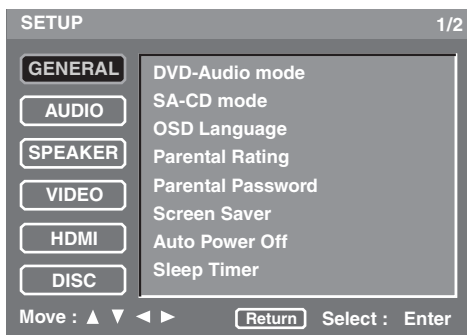 SETUP 1/2
GENERAL
AUDIO
SPEAKER
VIDEO
HDMI
DISC
DVD-Audio mode
SA-CD mode
OSD Language
Parental Rating
Parental Password
Screen Saver
Auto Power Off
Sleep Timer
Move : ▲ ▼ ◄ ► Return Select : Enter